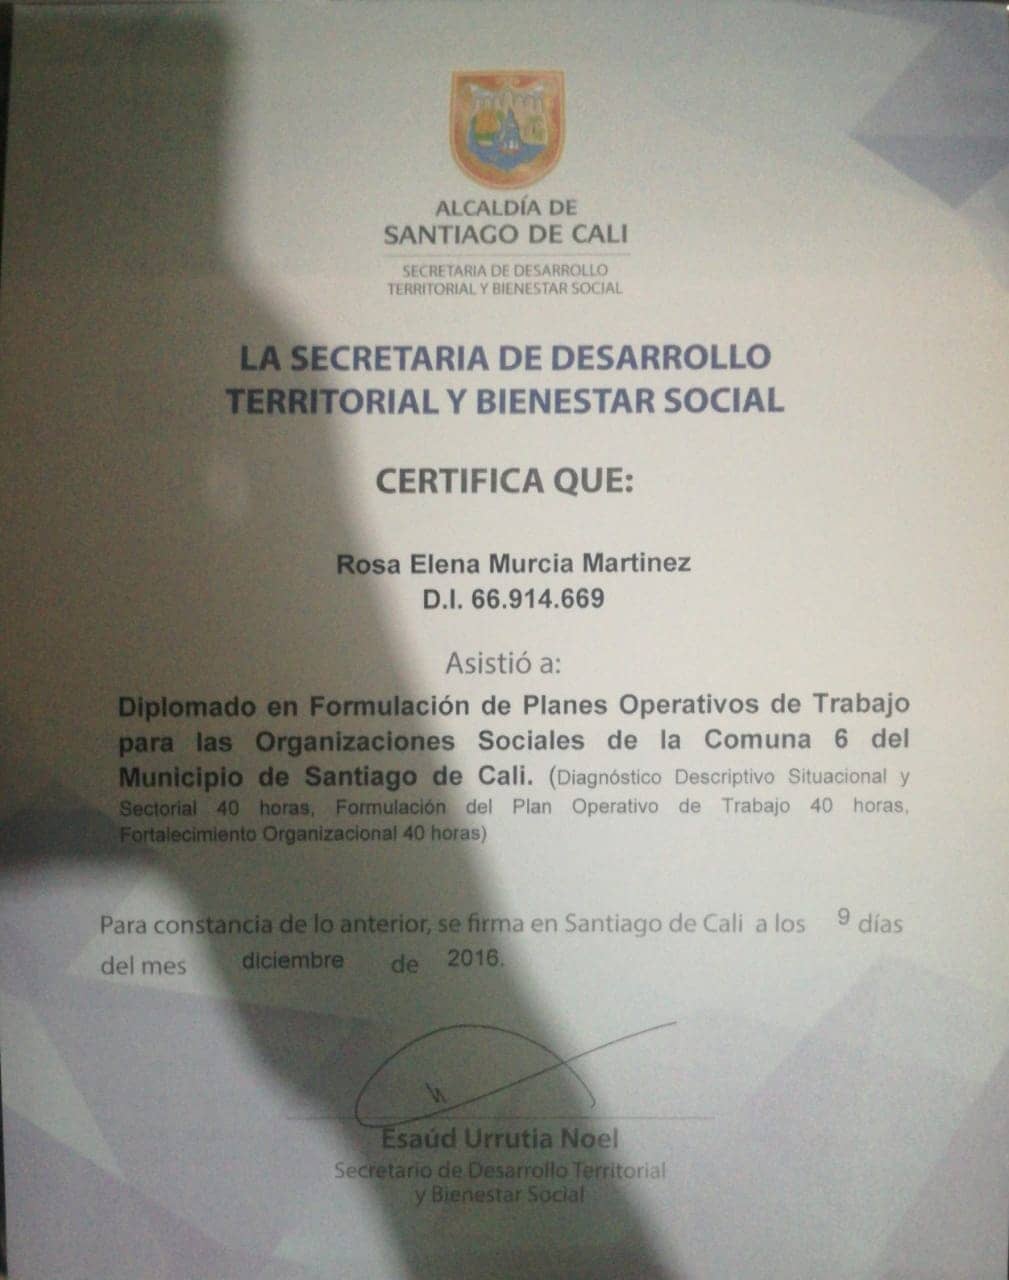 ALCALDÍA DE
SANTIAGO DE CALI
SECRETARIA DE DESARROLLO
TERRITORIAL Y BIENESTAR SOCIAL
LA SECRETARIA DE DESARROLLO
TERRITORIAL Y BIENESTAR SOCIAL
CERTIFICA QUE:
Rosa Elena Murcia Martinez
D.I. 66.914.669
Asistió a:
Diplomado en Formulación de Planes Operativos de Trabajo
para las Organizaciones Sociales de la Comuna 6 del
Municipio de Santiago de Cali. (Diagnóstico Descriptivo Situacional y
Sectorial 40 horas, Formulación del Plan Operativo de Trabajo 40 horas,
Fortalecimiento Organizacional 40 horas)
Para constancia de lo anterior, se firma en Santiago de Cali a los 9 días
del mes diciembre de 2016.
Esaúd Urrutia Noel
Secretario de Desarrollo Territorial
y Bienestar Social